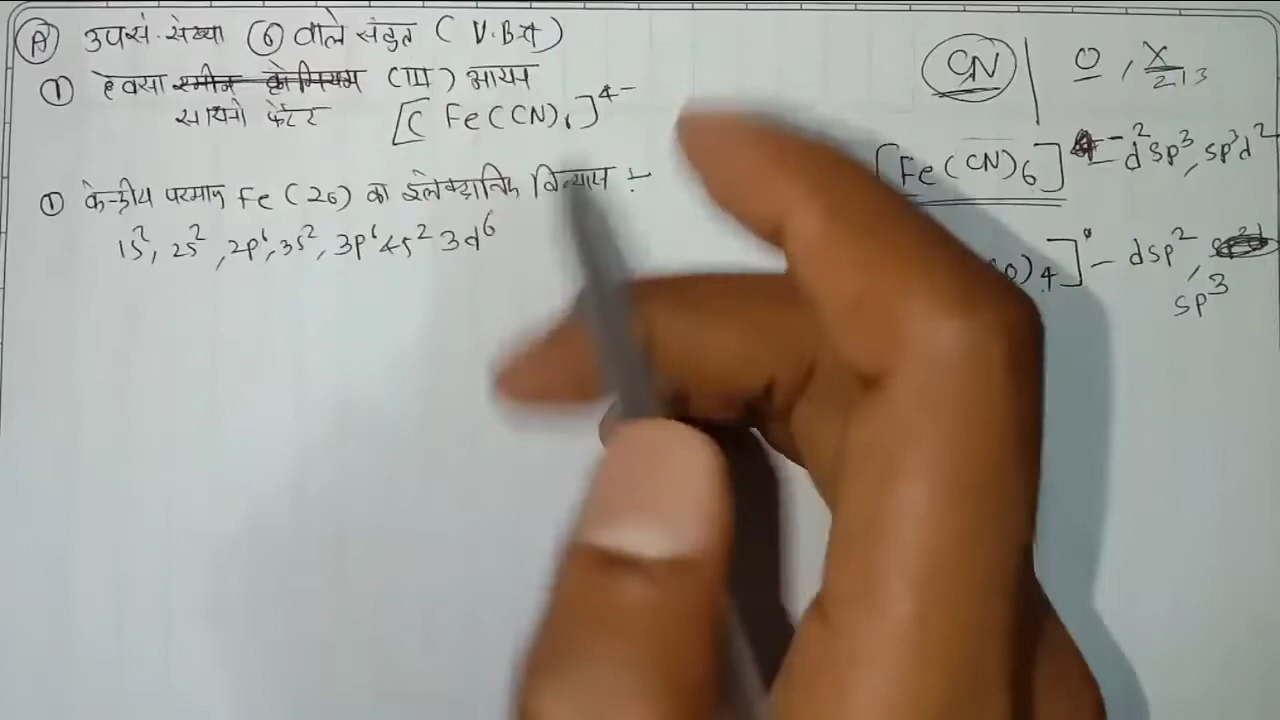 (A) उपसं. संख्या (6) वाले संकुल ( V.B.T )
(1) हेक्सा (III) आयन
सायनो फेरेट [( Fe(CN)6]4-
(1) केन्द्रीय परमाणु Fe (26) का इलेक्ट्रानिक विन्यास :-
1s2, 2s2, 2p6, 3s2, 3p6 4s2 3d6
CN | 0, X/2/3
[Fe(CN)6] - d2sp3, sp3d2
)4]° - dsp2,
sp3